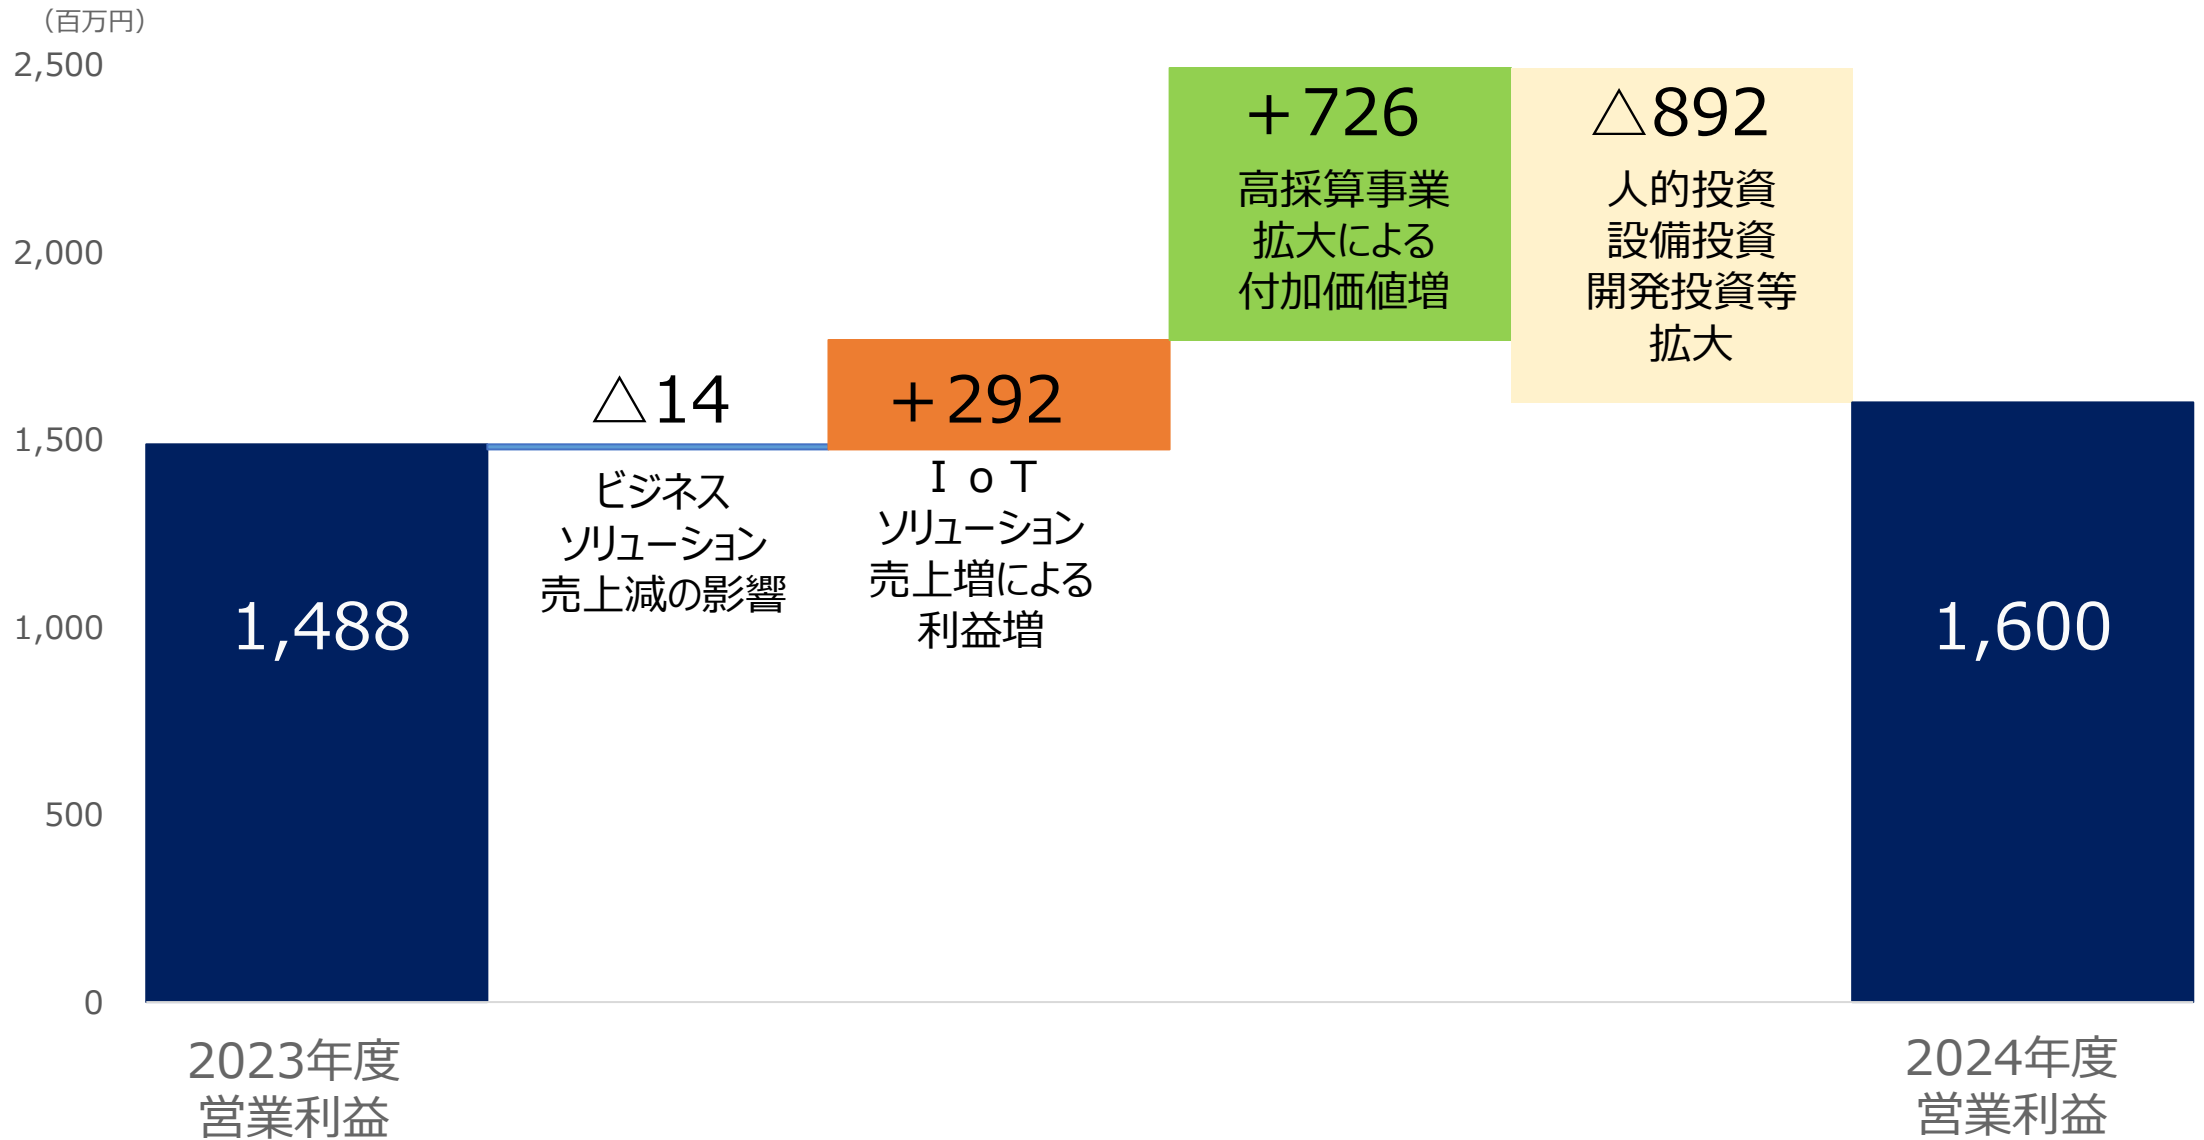 （百万円）
2,500
2,000
1,500
1,000
500
0
1,488
△14
ビジネス
ソリューション
売上減の影響
＋292
ＩｏＴ
ソリューション
売上増による
利益増
＋726
高採算事業
拡大による
付加価値増
△892
人的投資
設備投資
開発投資等
拡大
1,600
2023年度
営業利益
2024年度
営業利益